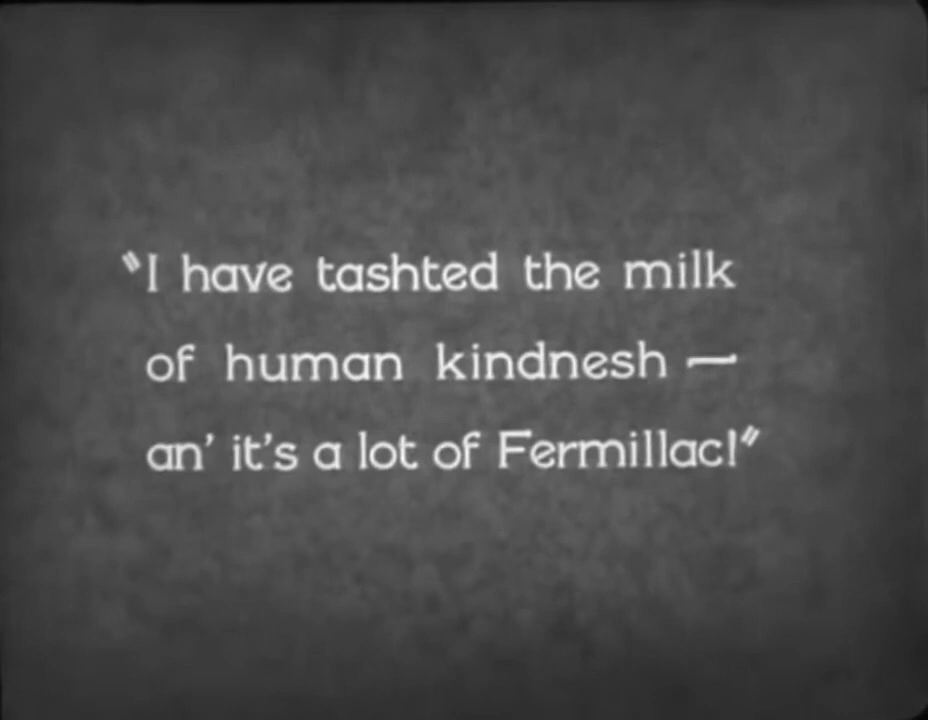 "I have tashted the milk
of human kindnesh —
an' it's a lot of Fermillac!"